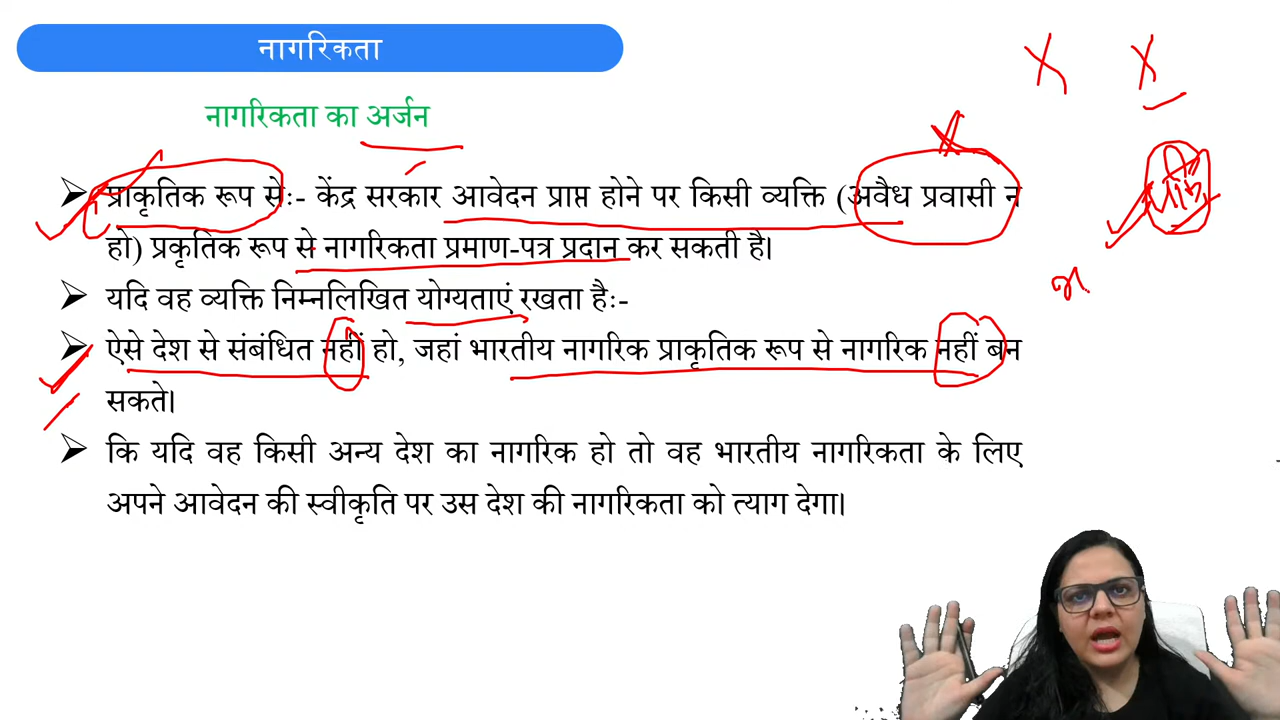 नागरिकता
नागरिकता का अर्जन
➤ प्राकृतिक रूप सेः- केंद्र सरकार आवेदन प्राप्त होने पर किसी व्यक्ति (अवैध प्रवासी न
हो) प्रकृतिक रूप से नागरिकता प्रमाण-पत्र प्रदान कर सकती है।
➤ यदि वह व्यक्ति निम्नलिखित योग्यताएं रखता हैः-
➤ ऐसे देश से संबंधित नहीं हो, जहां भारतीय नागरिक प्राकृतिक रूप से नागरिक नहीं बन
सकते।
➤ कि यदि वह किसी अन्य देश का नागरिक हो तो वह भारतीय नागरिकता के लिए
अपने आवेदन की स्वीकृति पर उस देश की नागरिकता को त्याग देगा।